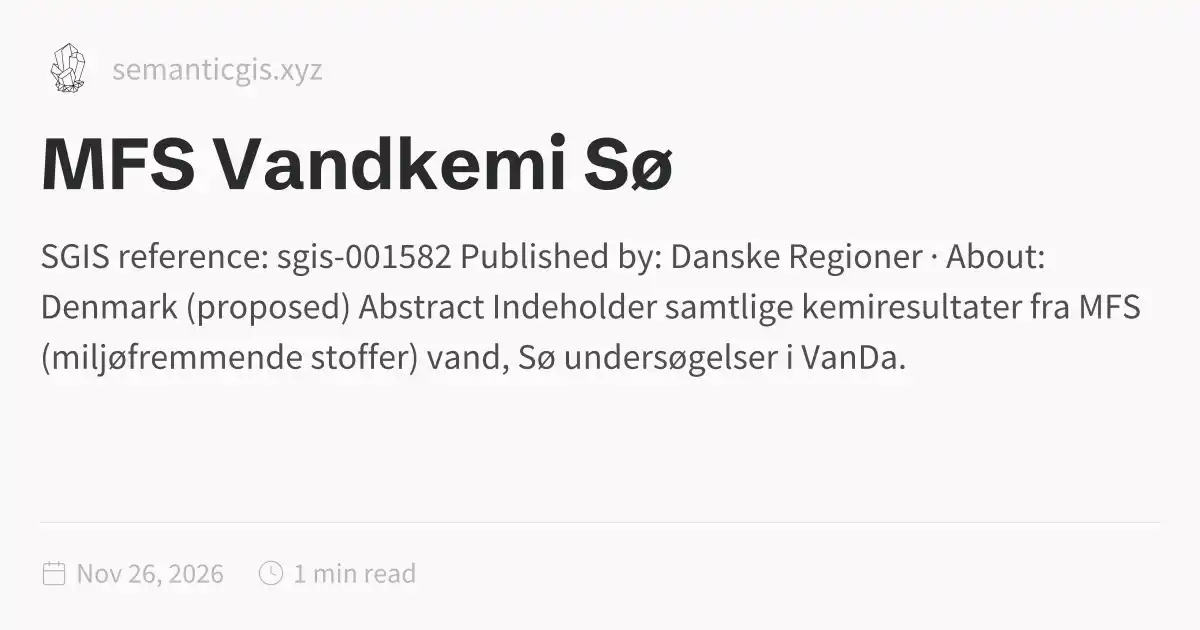 semanticgis.xyz
MFS Vandkemi Sø
SGIS reference: sgis-001582 Published by: Danske Regioner · About:
Denmark (proposed) Abstract Indeholder samtlige kemiresultater fra MFS
(miljøfremmende stoffer) vand, Sø undersøgelser i VanDa.
Nov 26, 2026 1 min read